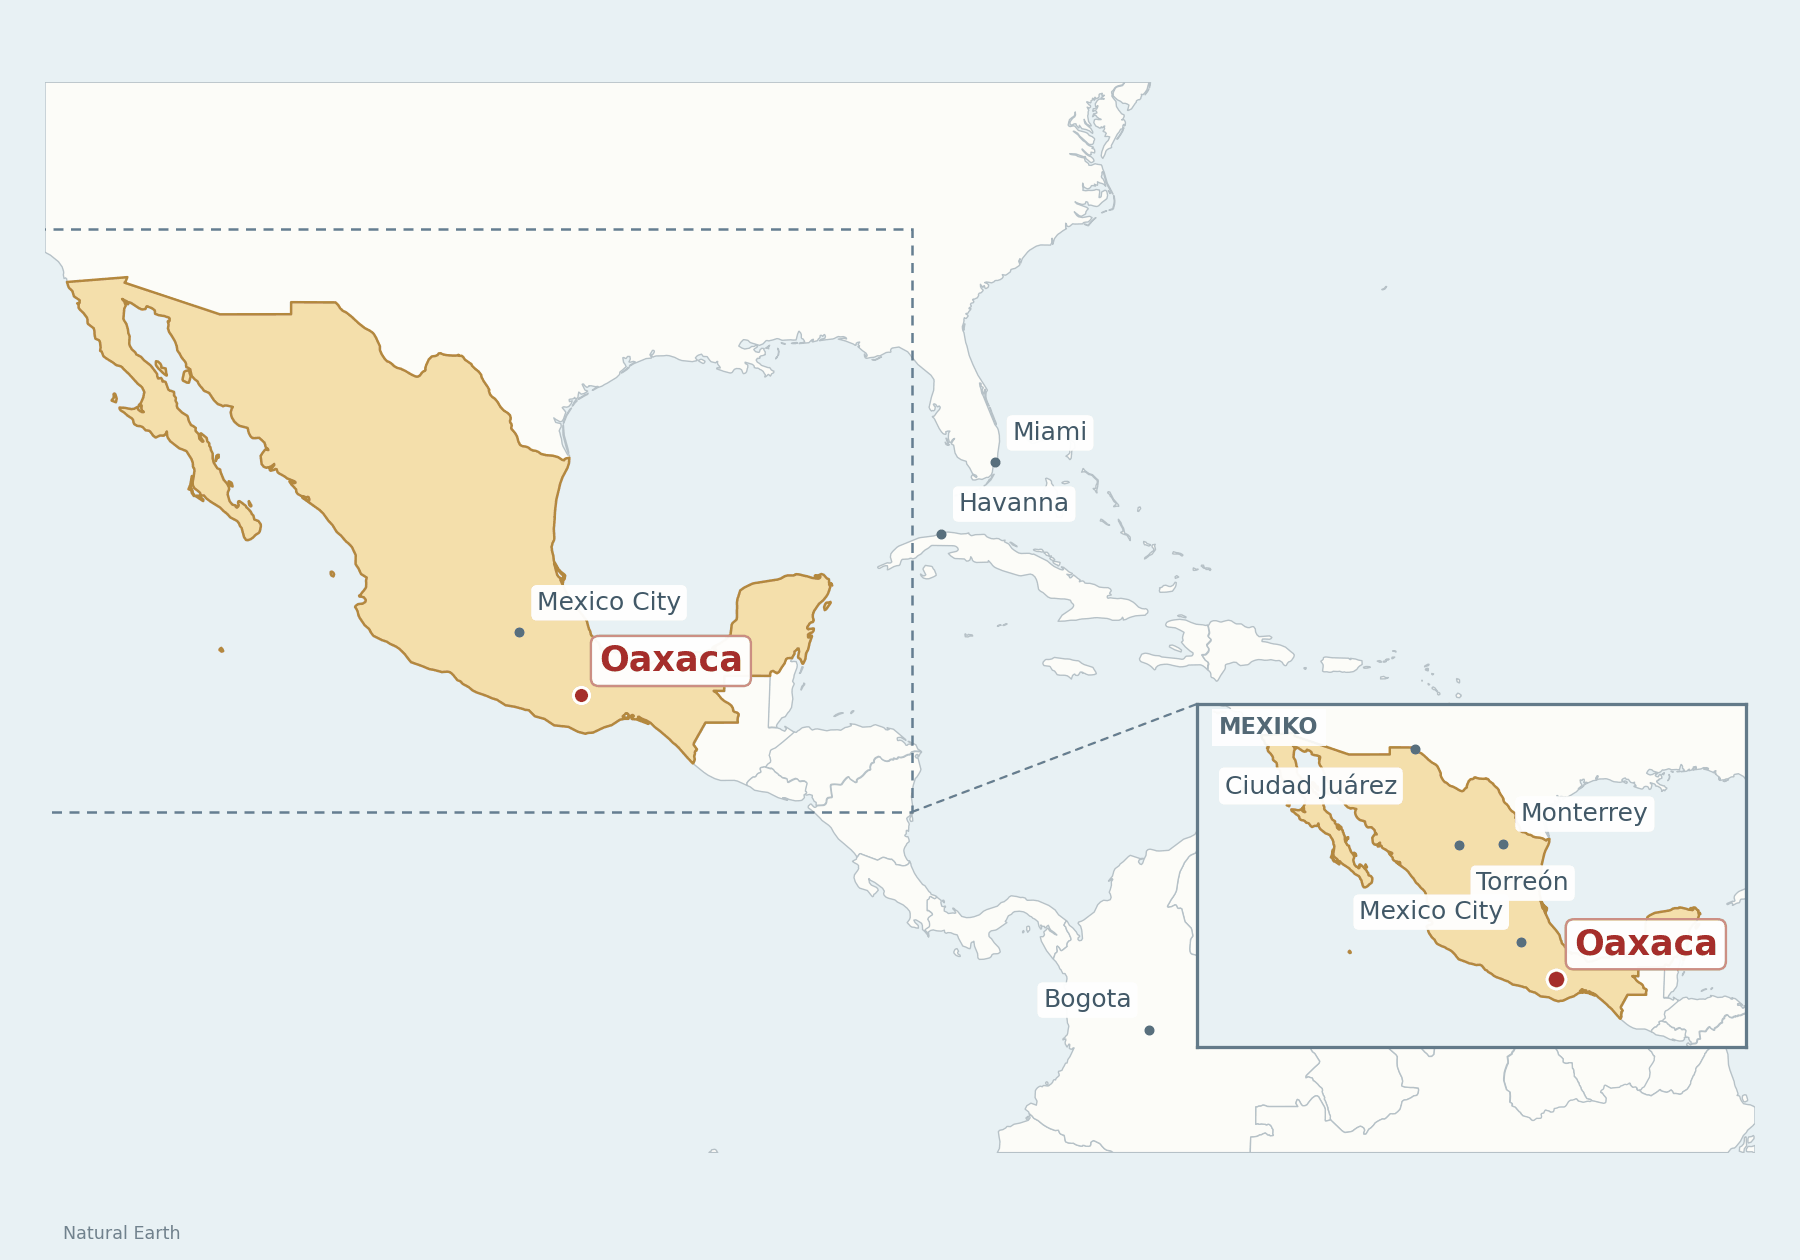 Miami
Havanna
Mexico City
Oaxaca
MEXIKO
Ciudad Juárez
Monterrey
Torreón
Mexico City
Oaxaca
Bogota
Natural Earth